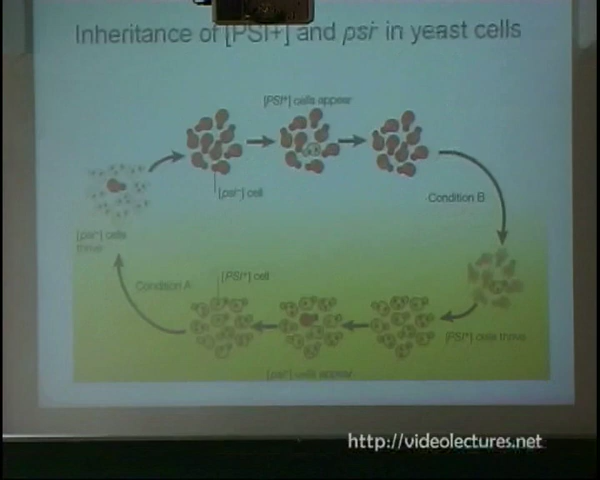 Inheritance of [PSI+] and psi in yeast cells
[PSI+] cells appear
[psi-] cell
Condition B
[psi-] cells
thrive
Condition A
[PSI+] cell
[PSI+] cells thrive
[psi-] cells appear
http://videolectures.net